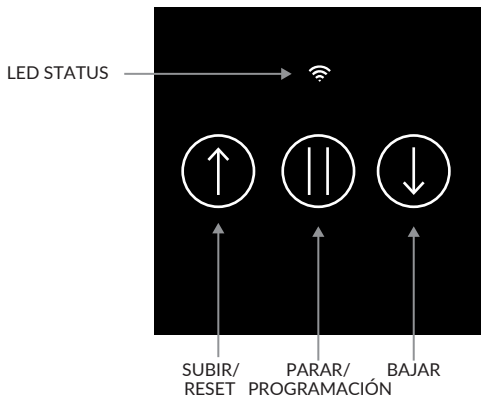 LED STATUS
SUBIR/
RESET
PARAR/
PROGRAMACIÓN
BAJAR